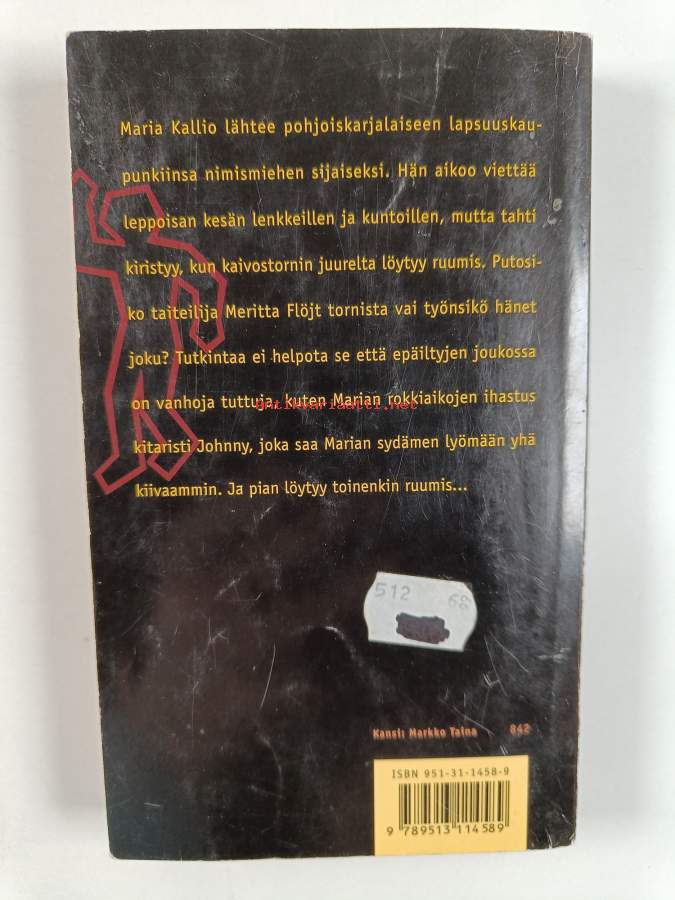 Maria Kallio lähtee pohjoiskarjalaiseen lapsuuskau-
punkiinsa nimismiehen sijaiseksi. Hän aikoo viettää
leppoisan kesän lenkkeillen ja kuntoillen, mutta tahti
kiristyy, kun kaivostornin juurelta löytyy ruumis. Putosi-
ko taiteilija Meritta Flöjt tornista vai työnsikö hänet
joku? Tutkintaa ei helpota se että epäiltyjen joukossa
on vanhoja tuttuja, kuten Marian rokkiaikojen ihastus
antikvariaatti.net
kitaristi Johnny, joka saa Marian sydämen lyömään yhä
kiivaammin. Ja pian löytyy toinenkin ruumis...
512 68
Kansi: Markko Taina 842
ISBN 951-31-1458-9
9 789513 114589